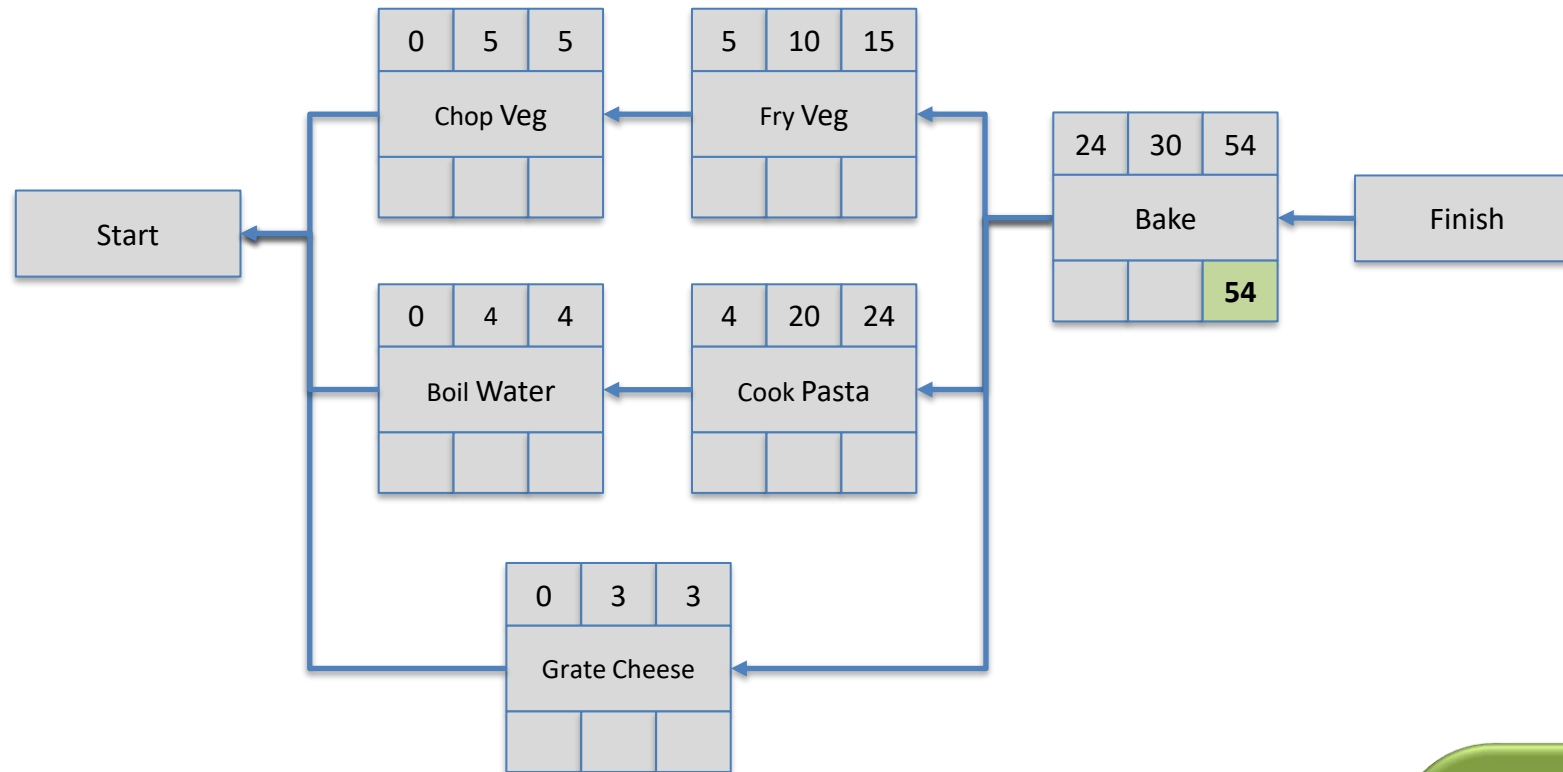 0 5 5
Chop Veg
5 10 15
Fry Veg
24 30 54
Bake
54
Start
Finish
0 4 4
Boil Water
4 20 24
Cook Pasta
0 3 3
Grate Cheese